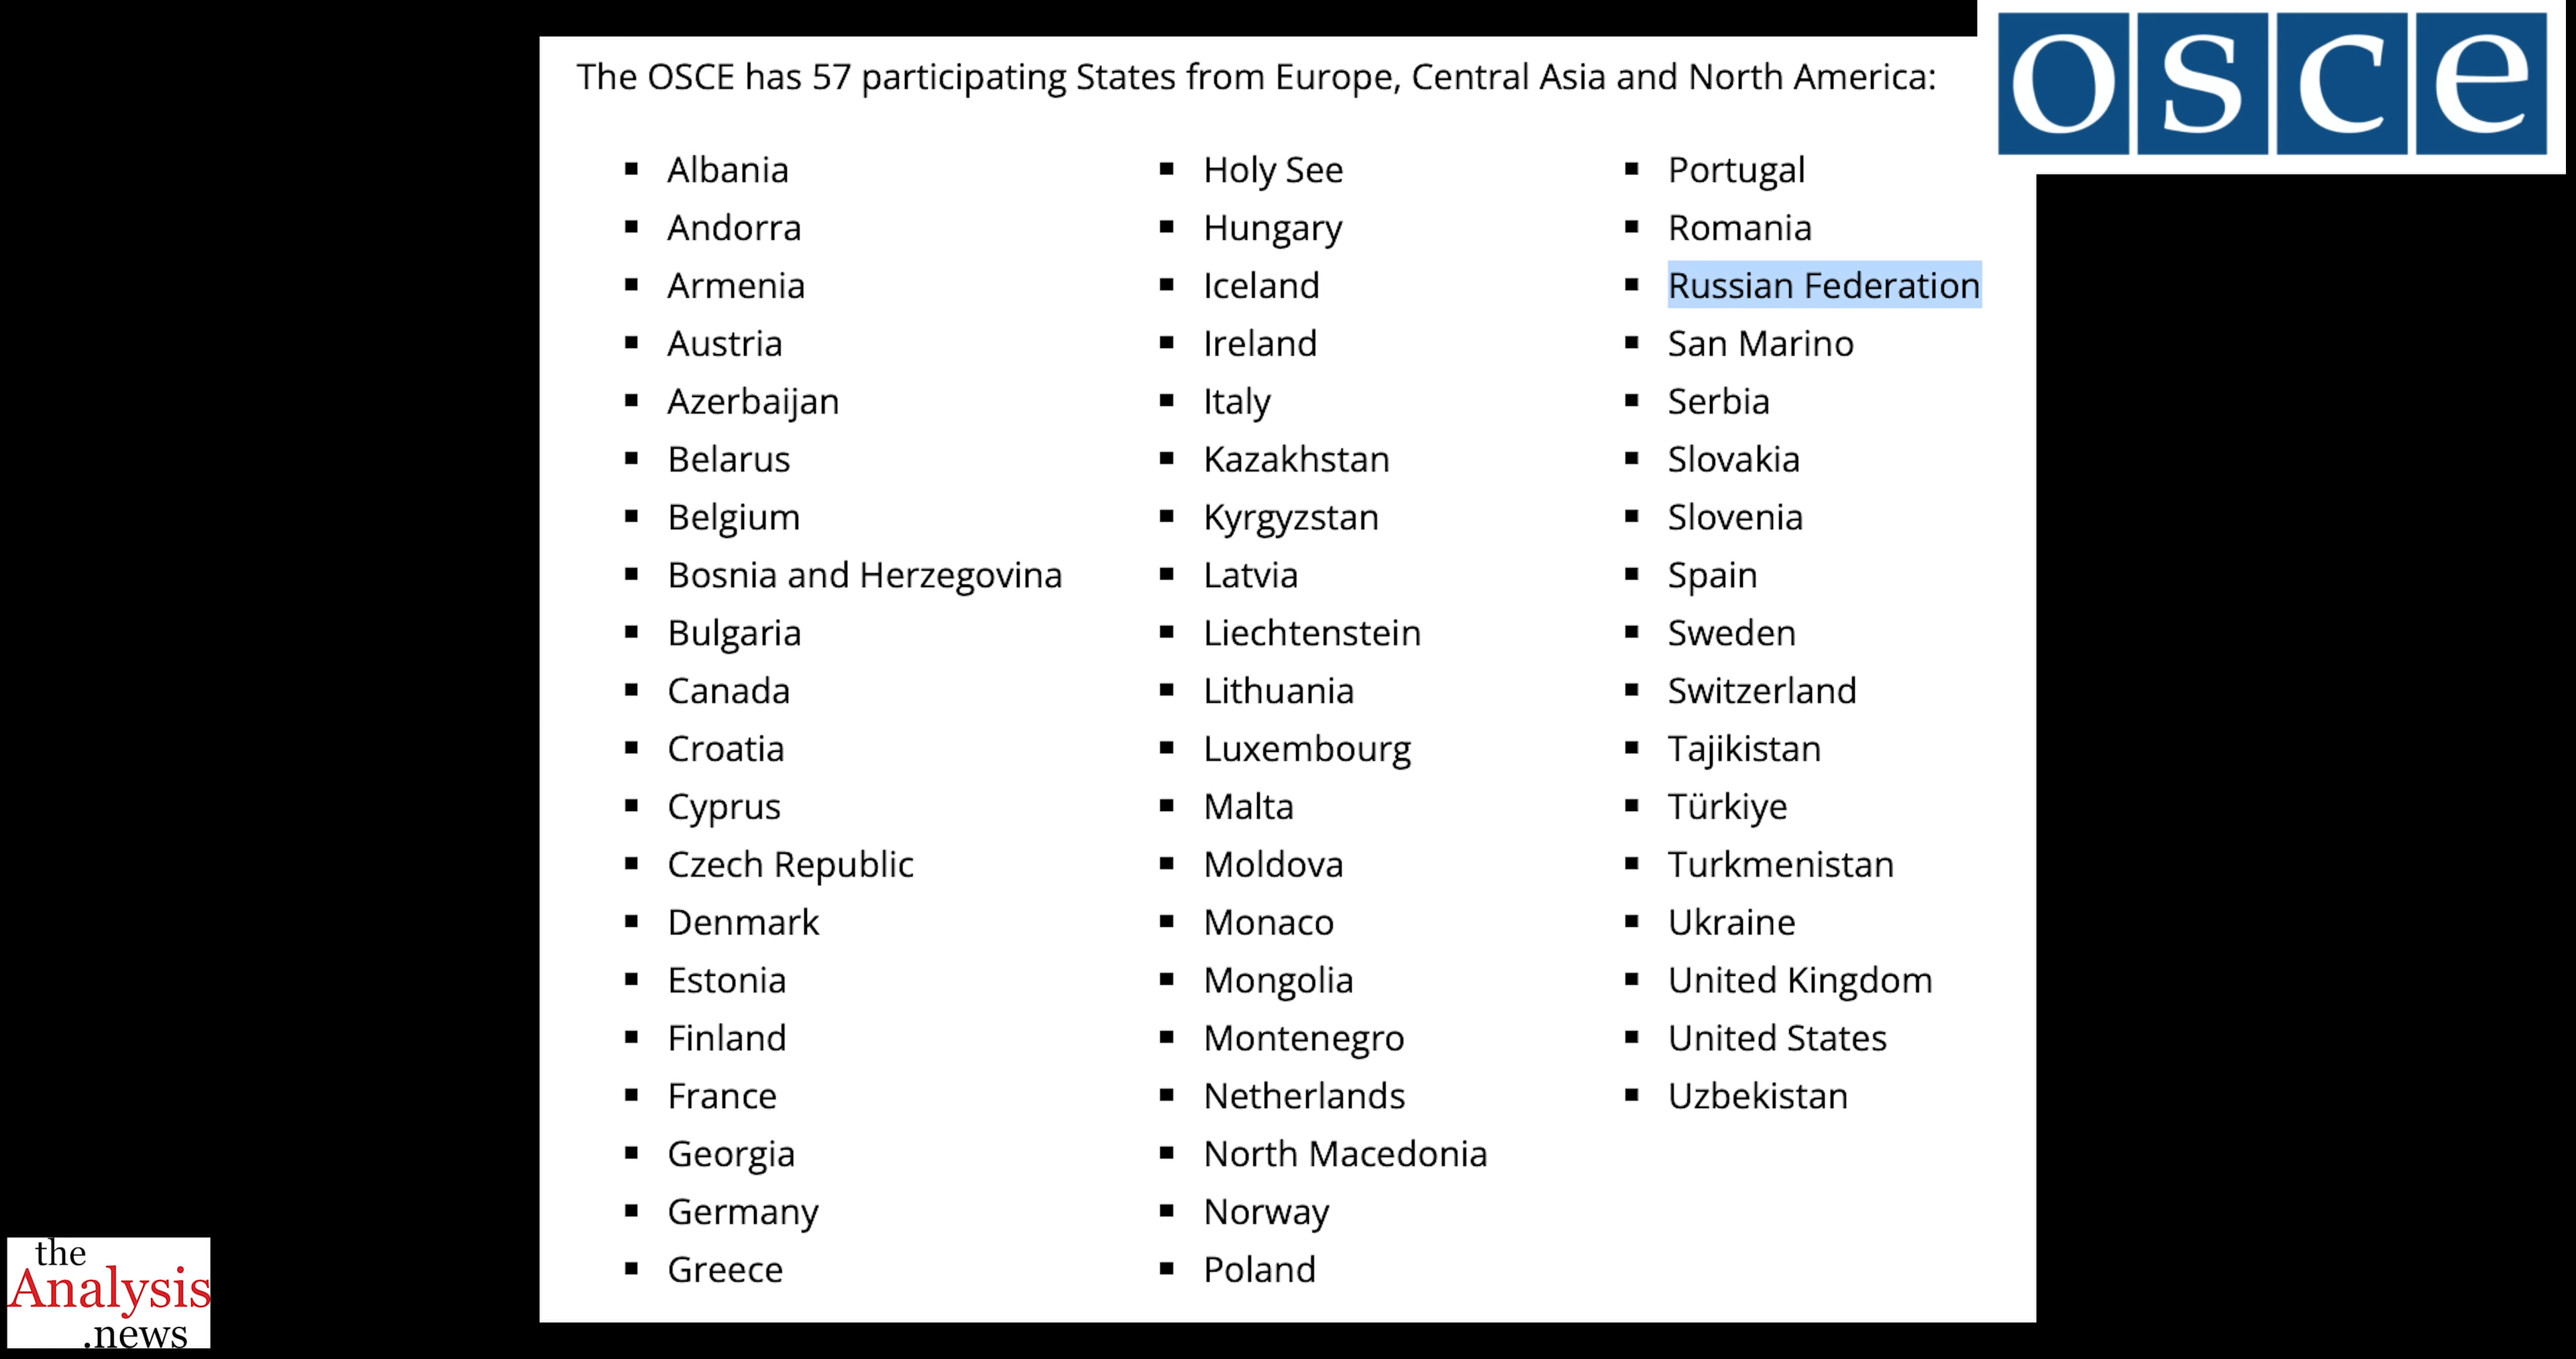 The OSCE has 57 participating States from Europe, Central Asia and North America:
osce
▪ Albania
▪ Andorra
▪ Armenia
▪ Austria
▪ Azerbaijan
▪ Belarus
▪ Belgium
▪ Bosnia and Herzegovina
▪ Bulgaria
▪ Canada
▪ Croatia
▪ Cyprus
▪ Czech Republic
▪ Denmark
▪ Estonia
▪ Finland
▪ France
▪ Georgia
▪ Germany
▪ Greece
▪ Holy See
▪ Hungary
▪ Iceland
▪ Ireland
▪ Italy
▪ Kazakhstan
▪ Kyrgyzstan
▪ Latvia
▪ Liechtenstein
▪ Lithuania
▪ Luxembourg
▪ Malta
▪ Moldova
▪ Monaco
▪ Mongolia
▪ Montenegro
▪ Netherlands
▪ North Macedonia
▪ Norway
▪ Poland
▪ Portugal
▪ Romania
▪ Russian Federation
▪ San Marino
▪ Serbia
▪ Slovakia
▪ Slovenia
▪ Spain
▪ Sweden
▪ Switzerland
▪ Tajikistan
▪ Türkiye
▪ Turkmenistan
▪ Ukraine
▪ United Kingdom
▪ United States
▪ Uzbekistan
the
Analysis
.news